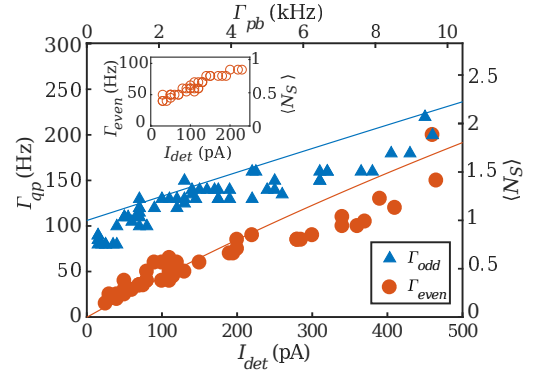 Γpb (kHz)
0 2 4 6 8 10
300
250
200
150
100
50
0
Γqp (Hz)
2.5
2
1.5
1
0.5
0
⟨NS⟩
100
50
0
Γeven (Hz)
1
0.5
0
⟨NS⟩
0 100 200
Idet (pA)
Γodd
Γeven
0 100 200 300 400 500
Idet (pA)